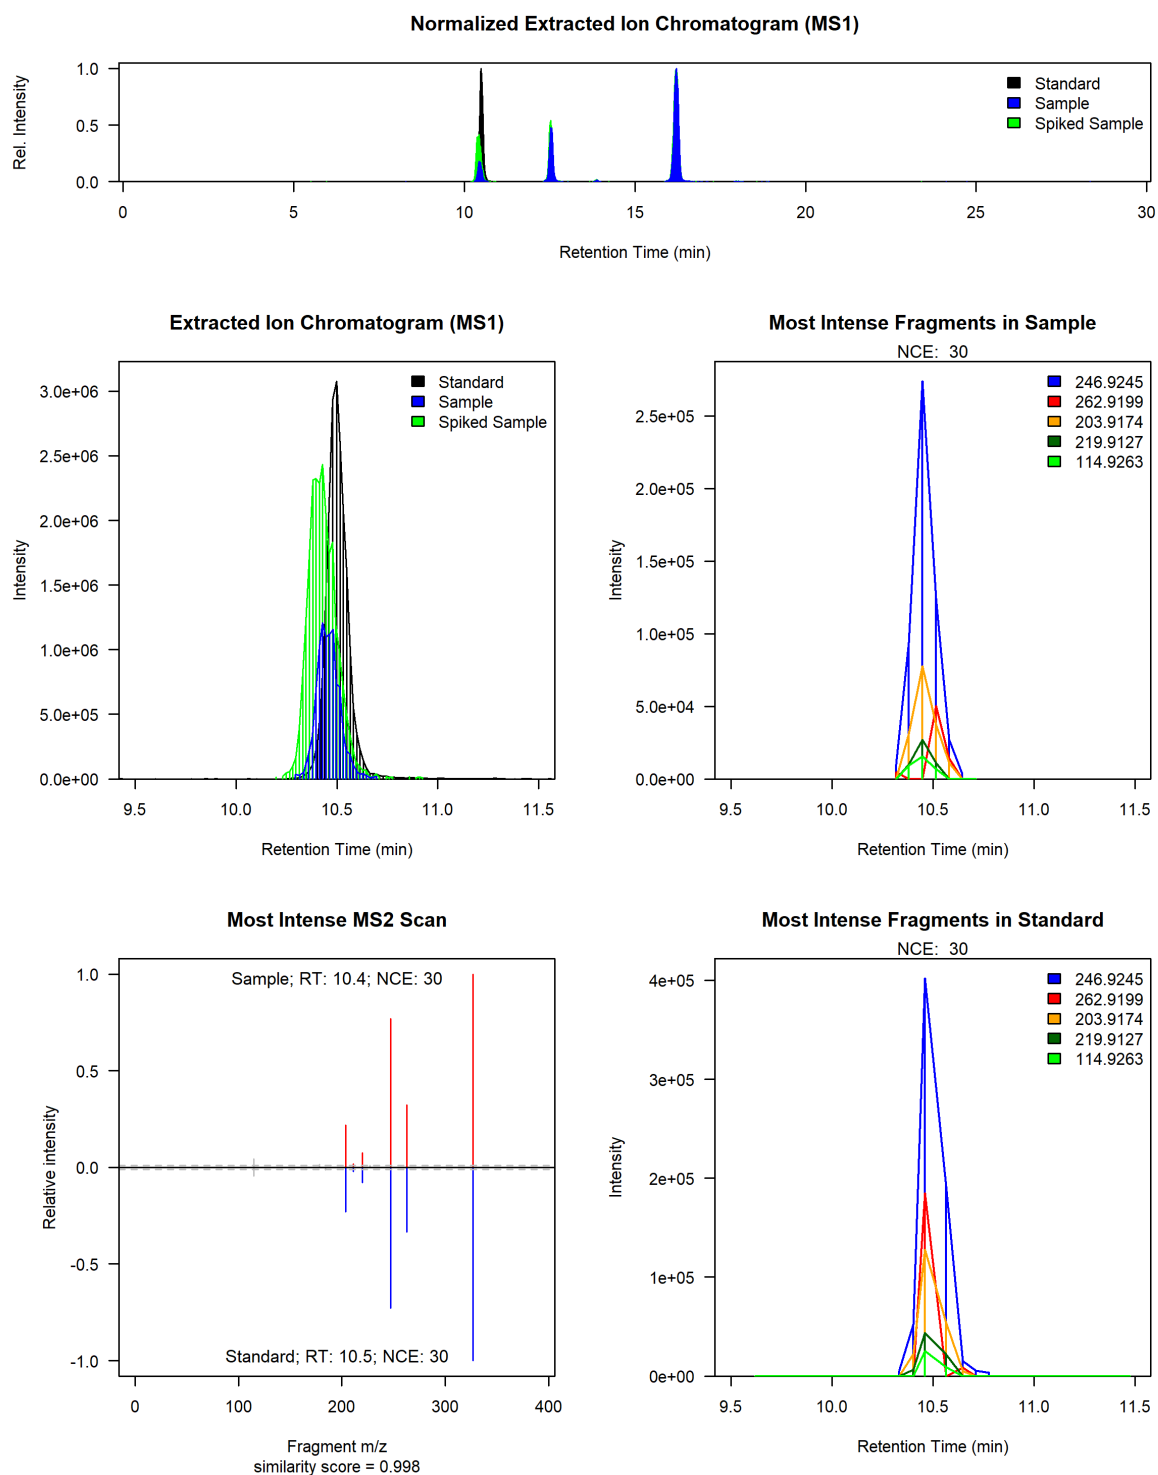 Normalized Extracted Ion Chromatogram (MS1)
Rel. Intensity
1.0
0.5
0.0
Standard
Sample
Spiked Sample
0 5 10 15 20 25 30
Retention Time (min)
Extracted Ion Chromatogram (MS1)
Intensity
3.0e+06
2.5e+06
2.0e+06
1.5e+06
1.0e+06
5.0e+05
0.0e+00
Standard
Sample
Spiked Sample
9.5 10.0 10.5 11.0 11.5
Retention Time (min)
Most Intense Fragments in Sample
NCE: 30
Intensity
2.5e+05
2.0e+05
1.5e+05
1.0e+05
5.0e+04
0.0e+00
246.9245
262.9199
203.9174
219.9127
114.9263
9.5 10.0 10.5 11.0 11.5
Retention Time (min)
Most Intense MS2 Scan
Relative intensity
1.0
0.5
0.0
-0.5
-1.0
Sample; RT: 10.4; NCE: 30
Standard; RT: 10.5; NCE: 30
0 100 200 300 400
Fragment m/z
similarity score = 0.998
Most Intense Fragments in Standard
NCE: 30
Intensity
4e+05
3e+05
2e+05
1e+05
0e+00
246.9245
262.9199
203.9174
219.9127
114.9263
9.5 10.0 10.5 11.0 11.5
Retention Time (min)